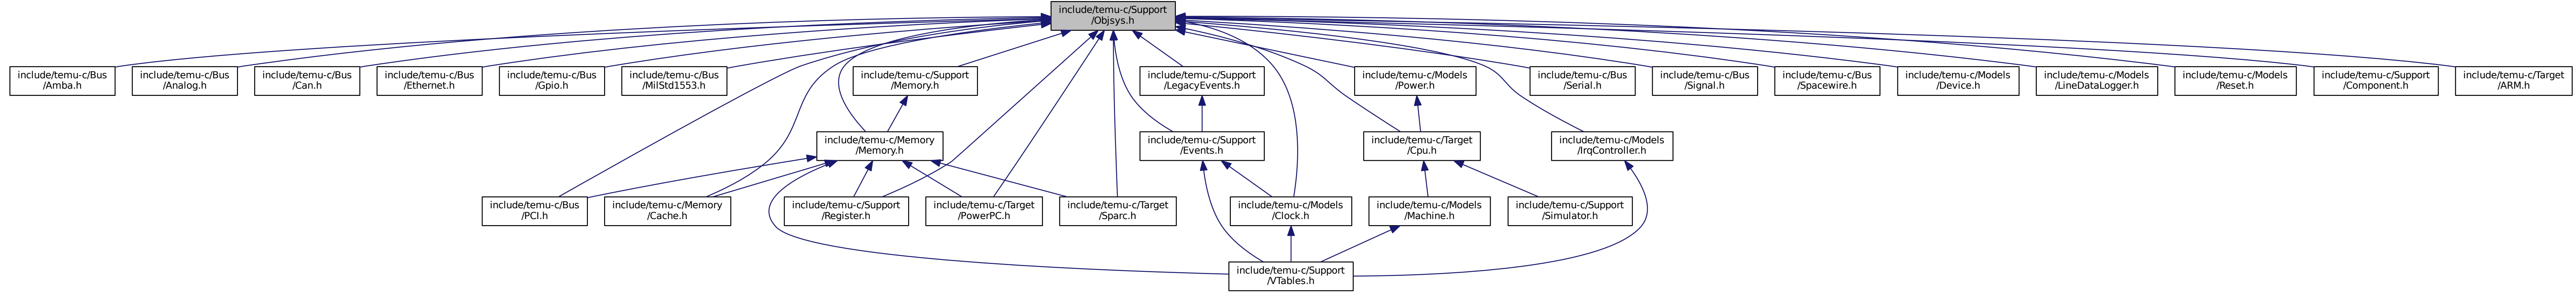 include/temu-c/Support
/Objsys.h
include/temu-c/Bus
/Amba.h
include/temu-c/Bus
/Analog.h
include/temu-c/Bus
/Can.h
include/temu-c/Bus
/Ethernet.h
include/temu-c/Bus
/Gpio.h
include/temu-c/Bus
/MilStd1553.h
include/temu-c/Support
/Memory.h
include/temu-c/Support
/LegacyEvents.h
include/temu-c/Models
/Power.h
include/temu-c/Bus
/Serial.h
include/temu-c/Bus
/Signal.h
include/temu-c/Bus
/Spacewire.h
include/temu-c/Models
/Device.h
include/temu-c/Models
/LineDataLogger.h
include/temu-c/Models
/Reset.h
include/temu-c/Support
/Component.h
include/temu-c/Target
/ARM.h
include/temu-c/Memory
/Memory.h
include/temu-c/Support
/Events.h
include/temu-c/Target
/Cpu.h
include/temu-c/Models
/IrqController.h
include/temu-c/Bus
/PCI.h
include/temu-c/Memory
/Cache.h
include/temu-c/Support
/Register.h
include/temu-c/Target
/PowerPC.h
include/temu-c/Target
/Sparc.h
include/temu-c/Models
/Clock.h
include/temu-c/Models
/Machine.h
include/temu-c/Support
/Simulator.h
include/temu-c/Support
/VTables.h